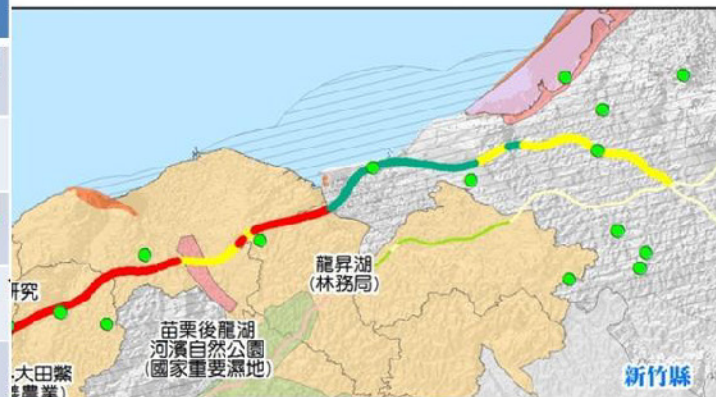 龍昇湖
(林務局)
研究
苗栗後龍湖
河濱自然公園
(國家重要濕地)
大田鱉
農業)
新竹縣